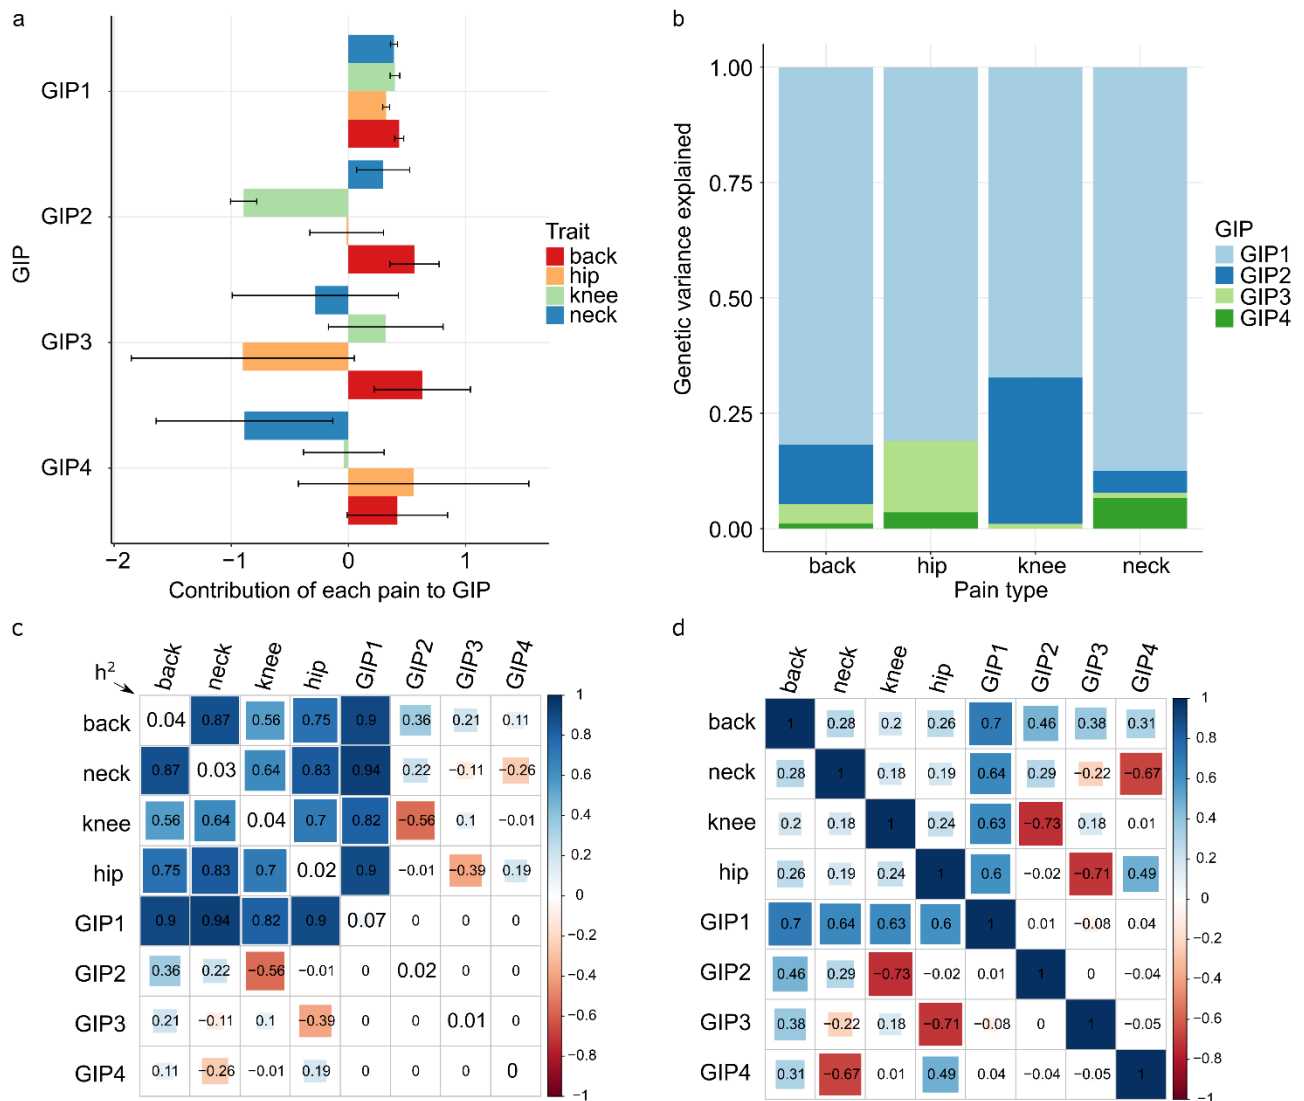 a
GIP
GIP1
GIP2
GIP3
GIP4
−2
−1
0
1
Contribution of each pain to GIP
Trait
back
hip
knee
neck
b
Genetic variance explained
1.00
0.75
0.50
0.25
0.00
back
hip
knee
neck
Pain type
GIP
GIP1
GIP2
GIP3
GIP4
c
h²
back neck knee hip GIP1 GIP2 GIP3 GIP4
back 0.04 0.87 0.56 0.75 0.9 0.36 0.21 0.11
neck 0.87 0.03 0.64 0.83 0.94 0.22 −0.11 −0.26
knee 0.56 0.64 0.04 0.7 0.82 −0.56 0.1 −0.01
hip 0.75 0.83 0.7 0.02 0.9 −0.01 −0.39 0.19
GIP1 0.9 0.94 0.82 0.9 0.07 0 0 0
GIP2 0.36 0.22 −0.56 −0.01 0 0.02 0 0
GIP3 0.21 −0.11 0.1 −0.39 0 0 0.01 0
GIP4 0.11 −0.26 −0.01 0.19 0 0 0 0
1
0.8
0.6
0.4
0.2
0
−0.2
−0.4
−0.6
−0.8
−1
d
back neck knee hip GIP1 GIP2 GIP3 GIP4
back 1 0.28 0.2 0.26 0.7 0.46 0.38 0.31
neck 0.28 1 0.18 0.19 0.64 0.29 −0.22 −0.67
knee 0.2 0.18 1 0.24 0.63 −0.73 0.18 0.01
hip 0.26 0.19 0.24 1 0.6 −0.02 −0.71 0.49
GIP1 0.7 0.64 0.63 0.6 1 0.01 −0.08 0.04
GIP2 0.46 0.29 −0.73 −0.02 0.01 1 0 −0.04
GIP3 0.38 −0.22 0.18 −0.71 −0.08 0 1 −0.05
GIP4 0.31 −0.67 0.01 0.49 0.04 −0.04 −0.05 1
1
0.8
0.6
0.4
0.2
0
−0.2
−0.4
−0.6
−0.8
−1